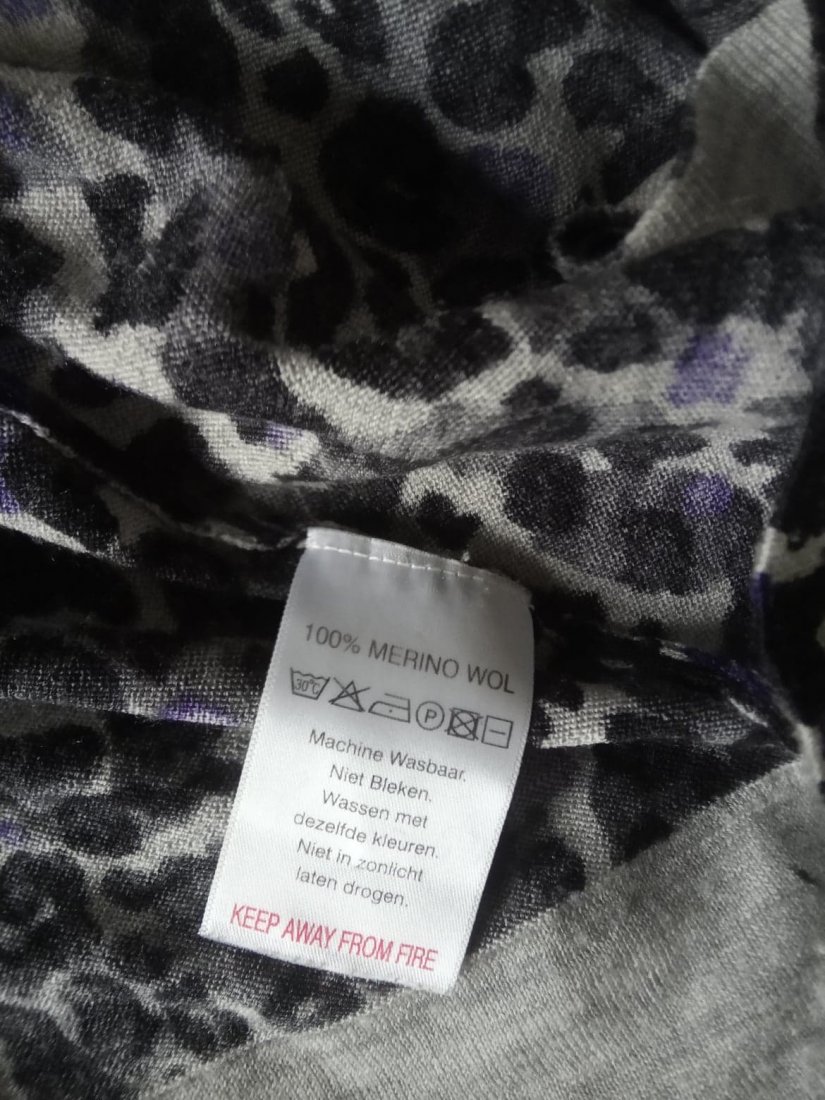 100% MERINO WOL
30°C P
Machine Wasbaar.
Niet Bleken.
Wassen met
dezelfde kleuren.
Niet in zonlicht
laten drogen.
KEEP AWAY FROM FIRE